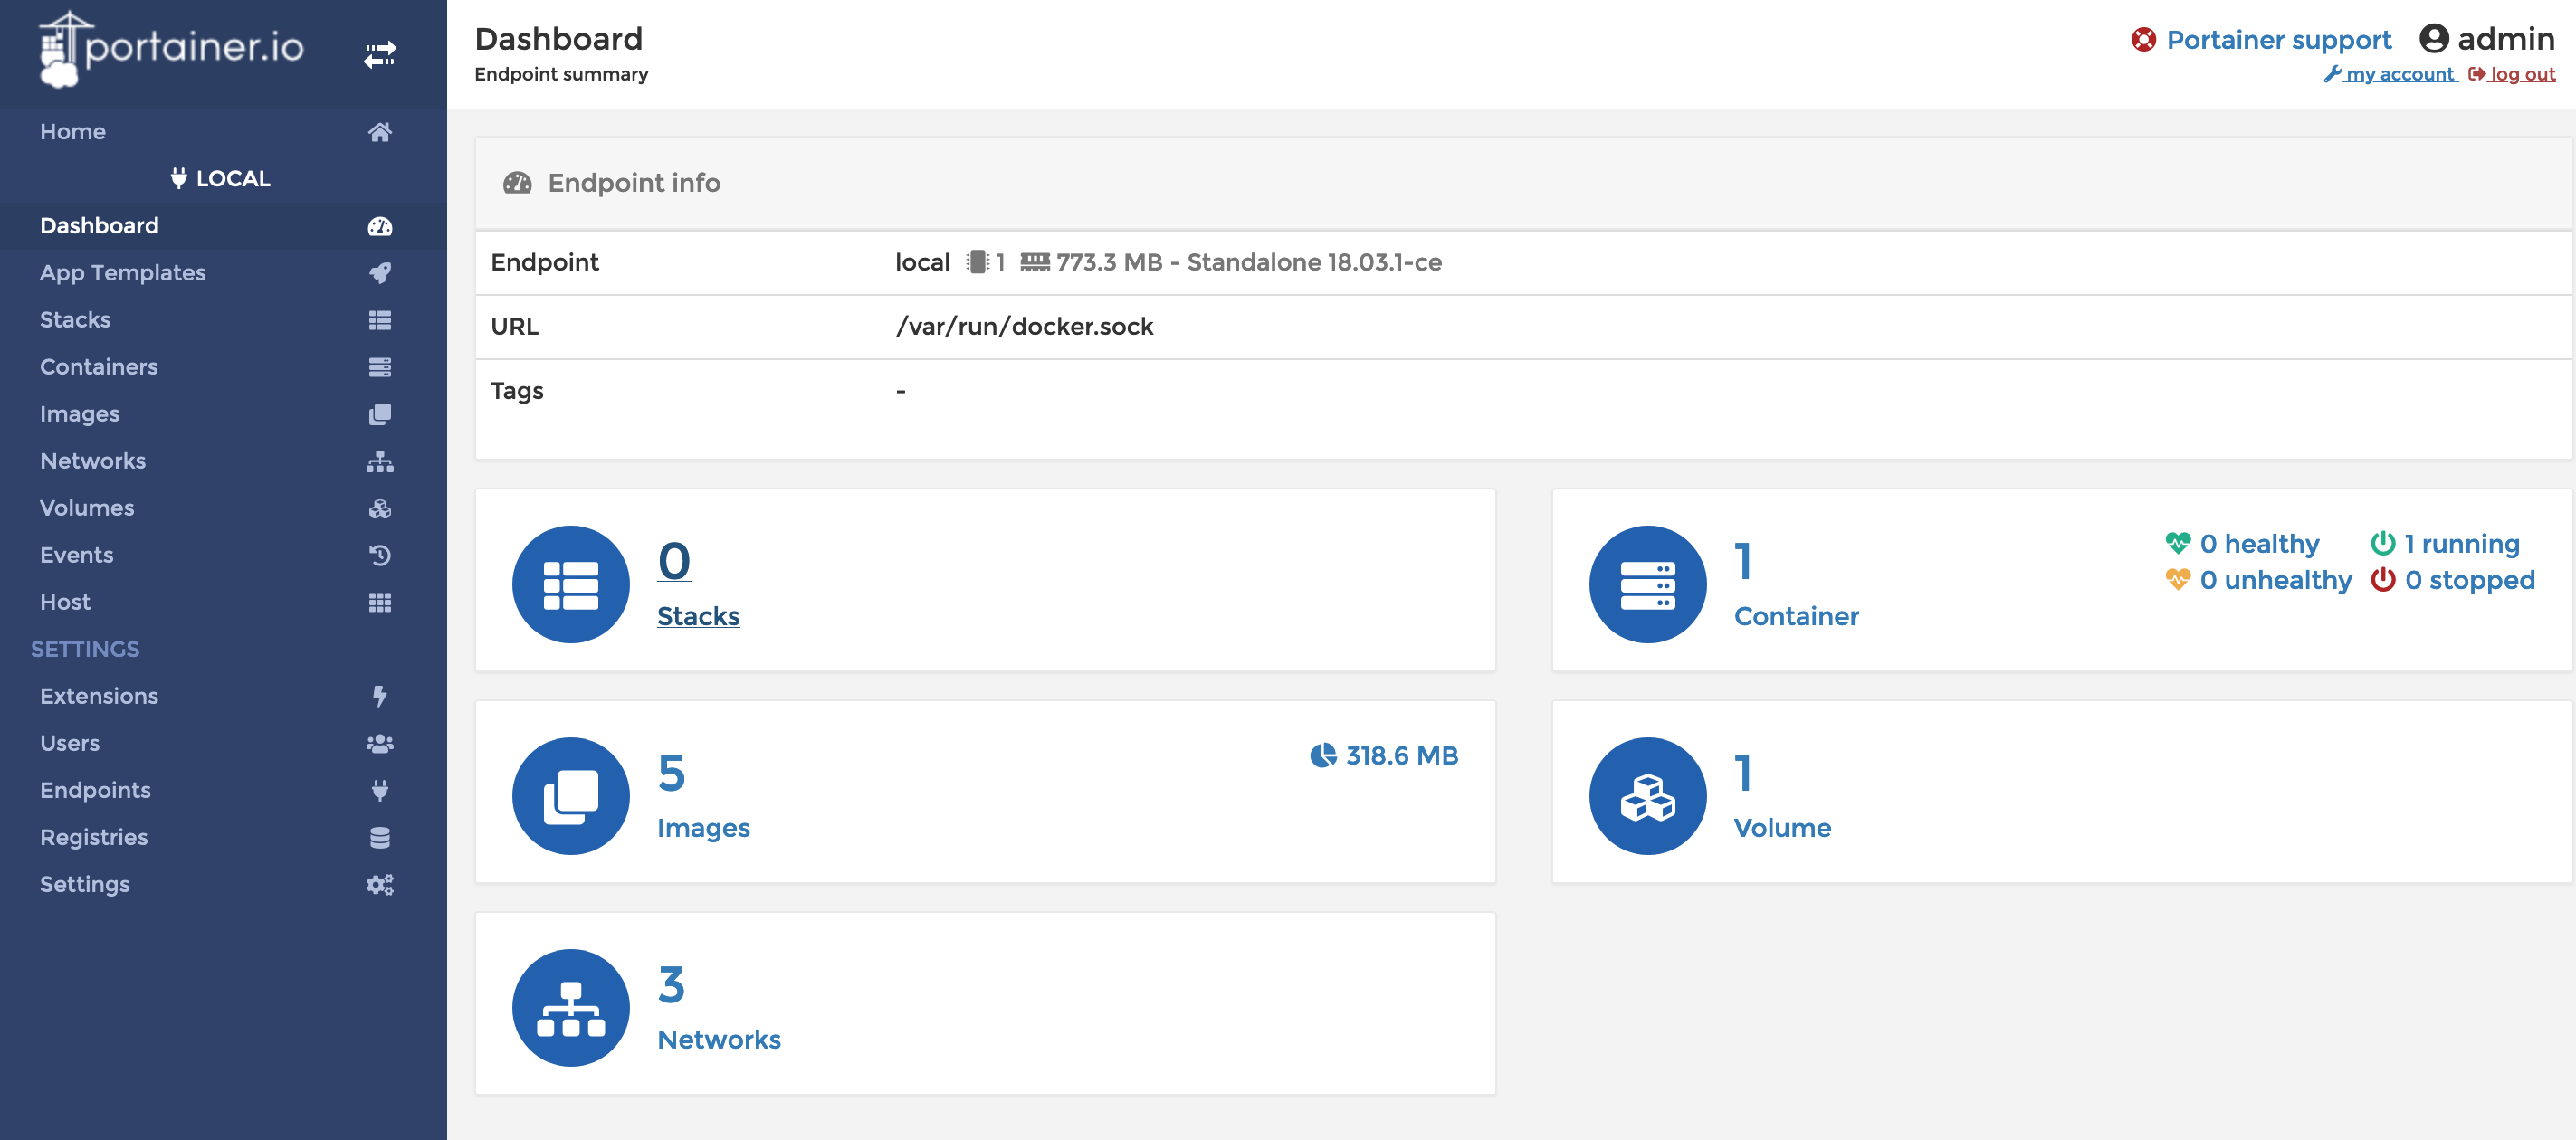 portainer.io
Home
LOCAL
Dashboard
App Templates
Stacks
Containers
Images
Networks
Volumes
Events
Host
SETTINGS
Extensions
Users
Endpoints
Registries
Settings
Dashboard
Endpoint summary
Portainer support admin
my account log out
Endpoint info
Endpoint local 1 773.3 MB - Standalone 18.03.1-ce
URL /var/run/docker.sock
Tags -
0
Stacks
1
Container
0 healthy 1 running
0 unhealthy 0 stopped
5
Images
318.6 MB
1
Volume
3
Networks